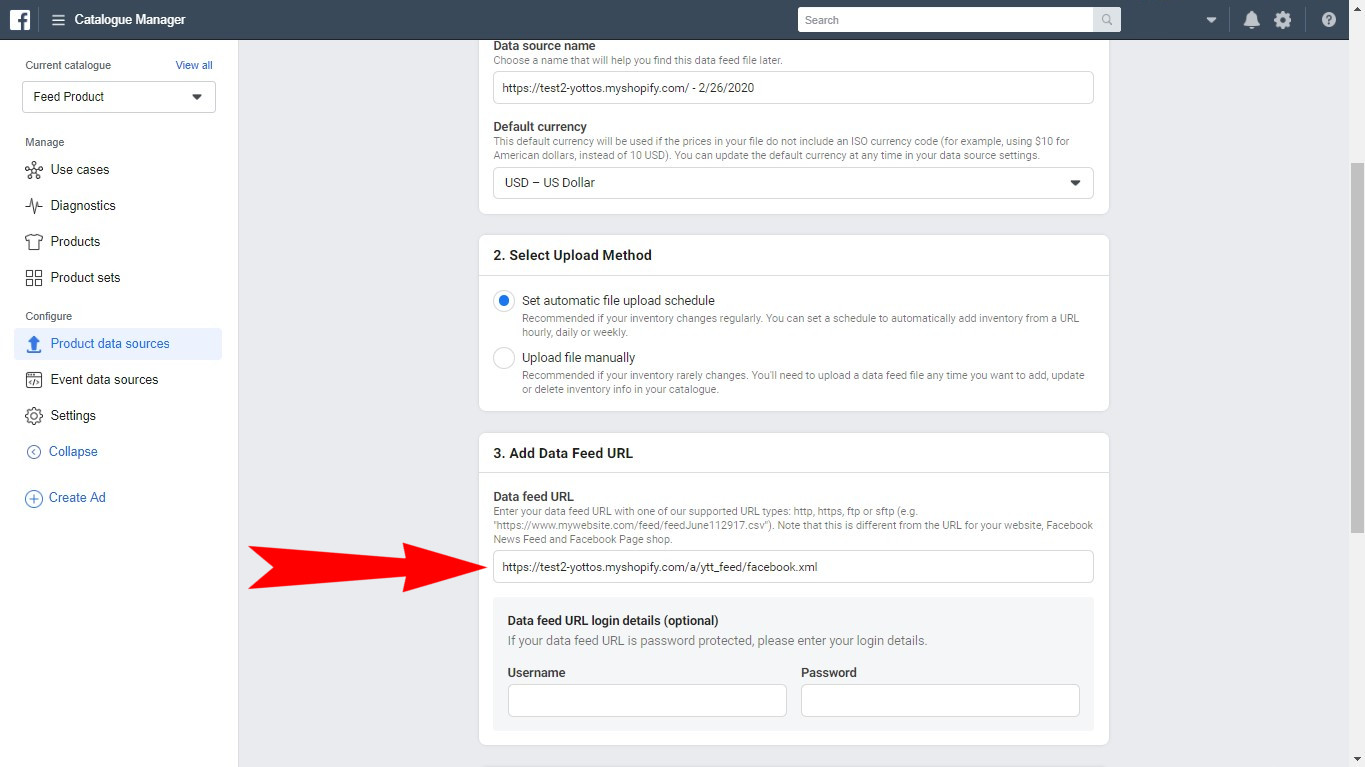 Catalogue Manager
Search
Current catalogue
View all
Feed Product
Manage
Use cases
Diagnostics
Products
Product sets
Configure
Product data sources
Event data sources
Settings
Collapse
Create Ad
Data source name
Choose a name that will help you find this data feed file later.
https://test2-yottos.myshopify.com/ - 2/26/2020
Default currency
This default currency will be used if the prices in your file do not include an ISO currency code (for example, using $10 for
American dollars, instead of 10 USD). You can update the default currency at any time in your data source settings.
USD – US Dollar
2. Select Upload Method
Set automatic file upload schedule
Recommended if your inventory changes regularly. You can set a schedule to automatically add inventory from a URL
hourly, daily or weekly.
Upload file manually
Recommended if your inventory rarely changes. You'll need to upload a data feed file any time you want to add, update
or delete inventory info in your catalogue.
3. Add Data Feed URL
Data feed URL
Enter your data feed URL with one of our supported URL types: http, https, ftp or sftp (e.g.
"https://www.mywebsite.com/feed/feedJune112917.csv"). Note that this is different from the URL for your website, Facebook
News Feed and Facebook Page shop.
https://test2-yottos.myshopify.com/a/ytt_feed/facebook.xml
Data feed URL login details (optional)
If your data feed URL is password protected, please enter your login details.
Username
Password